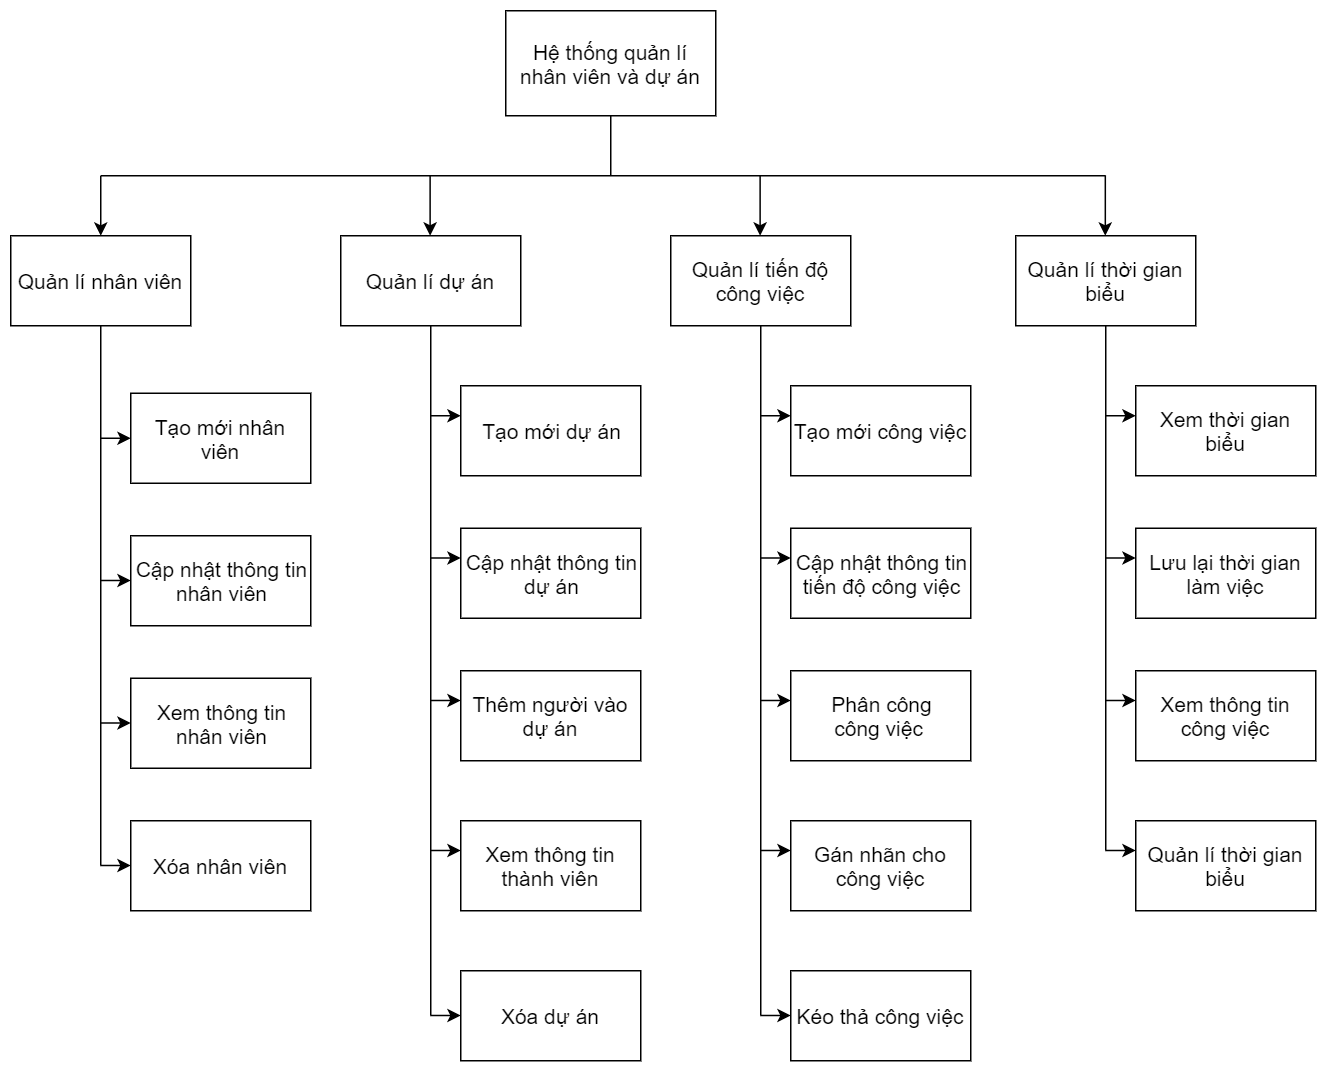 Hệ thống quản lí
nhân viên và dự án
Quản lí nhân viên
Quản lí dự án
Quản lí tiến độ
công việc
Quản lí thời gian
biểu
Tạo mới nhân
viên
Cập nhật thông tin
nhân viên
Xem thông tin
nhân viên
Xóa nhân viên
Tạo mới dự án
Cập nhật thông tin
dự án
Thêm người vào
dự án
Xem thông tin
thành viên
Xóa dự án
Tạo mới công việc
Cập nhật thông tin
tiến độ công việc
Phân công
công việc
Gán nhãn cho
công việc
Kéo thả công việc
Xem thời gian
biểu
Lưu lại thời gian
làm việc
Xem thông tin
công việc
Quản lí thời gian
biểu